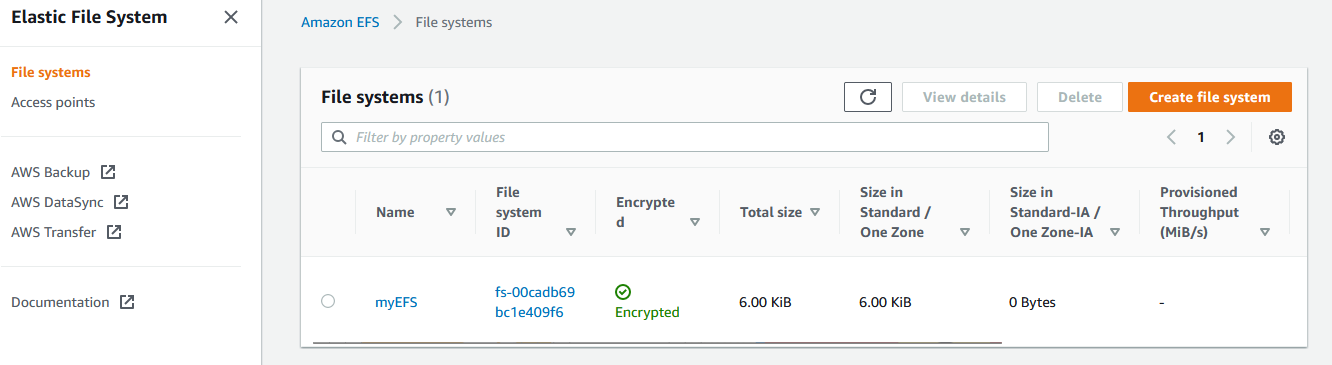 Elastic File System
File systems
Access points
AWS Backup
AWS DataSync
AWS Transfer
Documentation
Amazon EFS > File systems
File systems (1)
View details
Delete
Create file system
Filter by property values
1
Name
File
system
ID
Encrypte
d
Total size
Size in
Standard /
One Zone
Size in
Standard-IA /
One Zone-IA
Provisioned
Throughput
(MiB/s)
myEFS
fs-00cadb69
bc1e409f6
Encrypted
6.00 KiB
6.00 KiB
0 Bytes
-